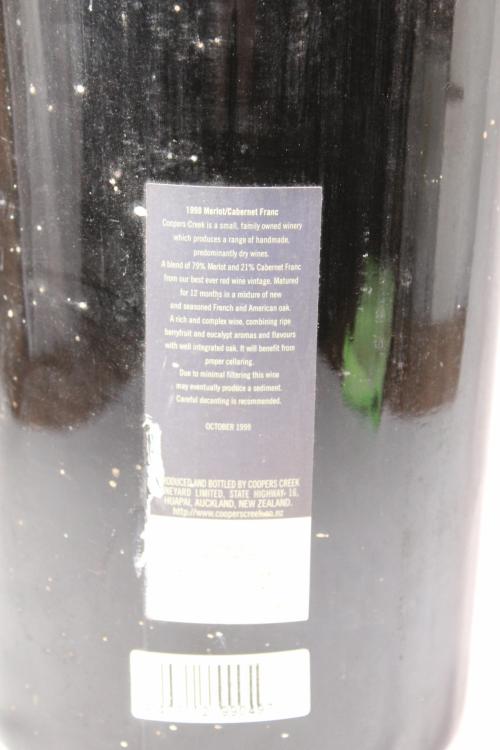 1998 Merlot/Cabernet Franc
Coopers Creek is a small, family owned winery
which produces a range of handmade,
predominantly dry wines.
A blend of 79% Merlot and 21% Cabernet Franc
from our best ever red wine vintage. Matured
for 12 months in a mixture of new
and seasoned French and American oak.
A rich and complex wine, combining ripe
berryfruit and eucalypt aromas and flavours
with well integrated oak. It will benefit from
proper cellaring.
Due to minimal filtering this wine
may eventually produce a sediment.
Careful decanting is recommended.
OCTOBER 1999
RODUCED AND BOTTLED BY COOPERS CREEK
NEYARD LIMITED, STATE HIGHWAY 16,
HUAPAI, AUCKLAND, NEW ZEALAND.
http://www.cooperscreek.co.nz